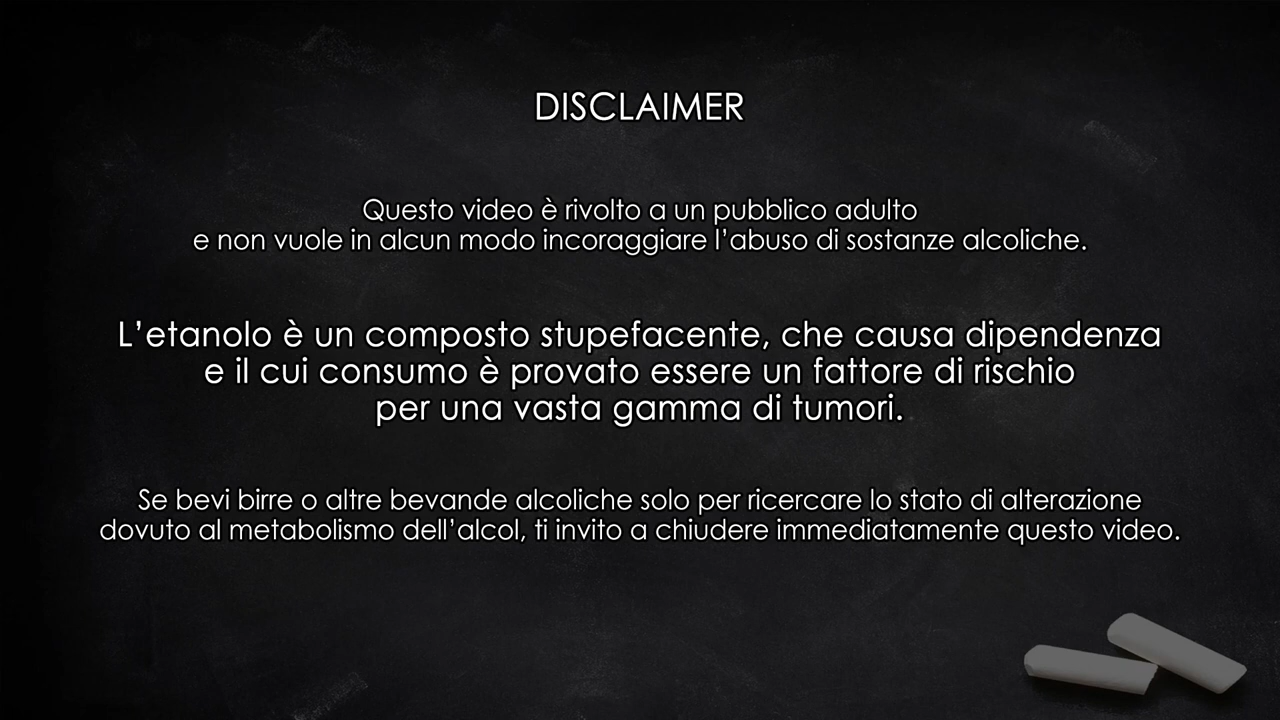 DISCLAIMER
Questo video è rivolto a un pubblico adulto
e non vuole in alcun modo incoraggiare l’abuso di sostanze alcoliche.
L’etanolo è un composto stupefacente, che causa dipendenza
e il cui consumo è provato essere un fattore di rischio
per una vasta gamma di tumori.
Se bevi birre o altre bevande alcoliche solo per ricercare lo stato di alterazione
dovuto al metabolismo dell’alcol, ti invito a chiudere immediatamente questo video.